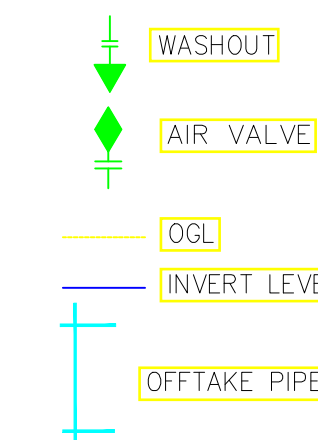 WASHOUT
AIR VALVE
OGL
INVERT LEVE
OFFTAKE PIPE